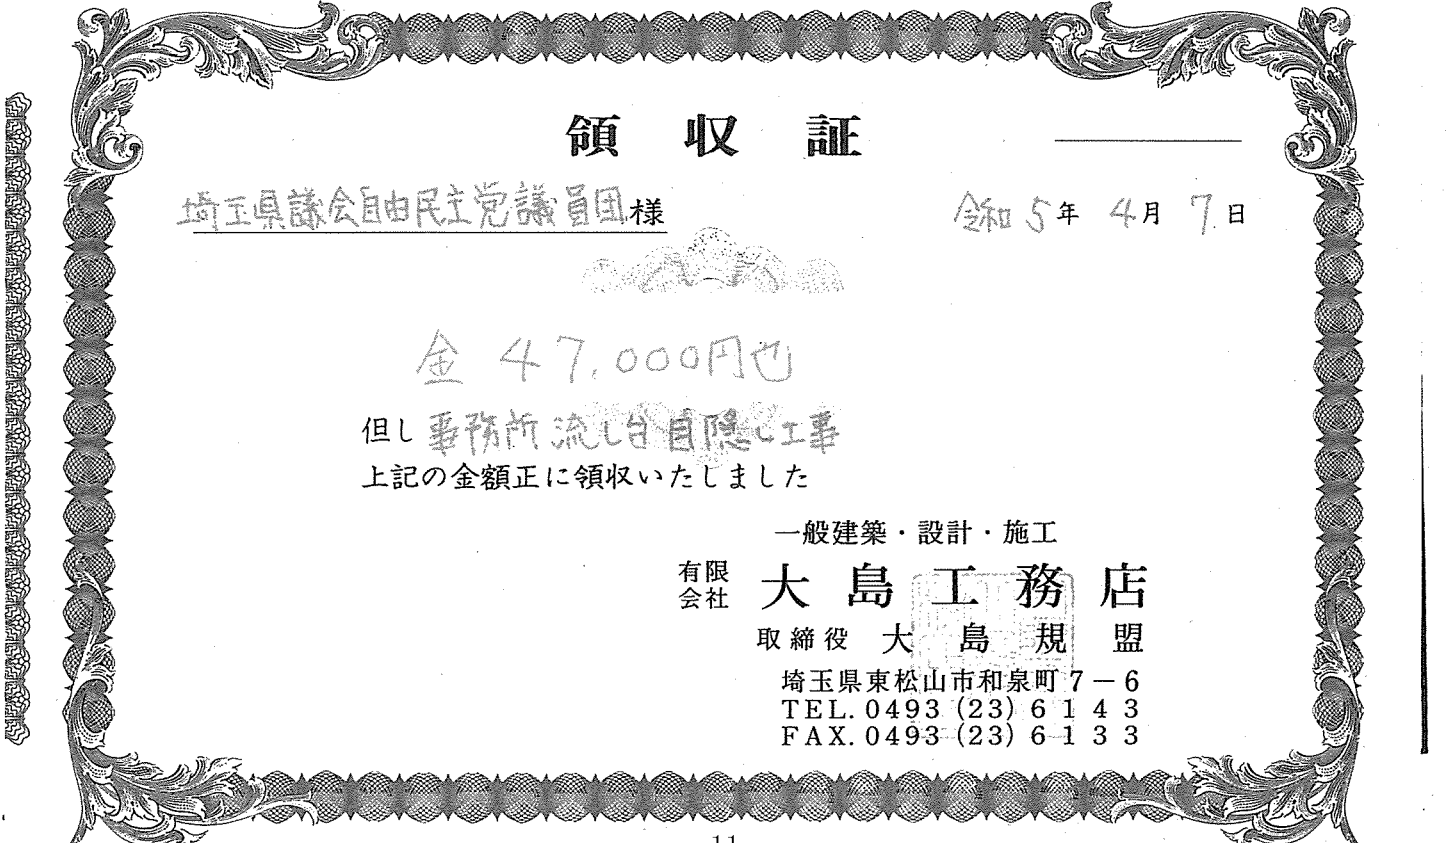 領収証
埼玉県議会自由民主党議員団様
令和5年4月7日
金 47,000円也
但し 事務所流し台目隠し工事
上記の金額正に領収いたしました
一般建築・設計・施工
有限会社 大島工務店
取締役 大島規盟
埼玉県東松山市和泉町7－6
TEL.0493(23)6143
FAX.0493(23)6133
11